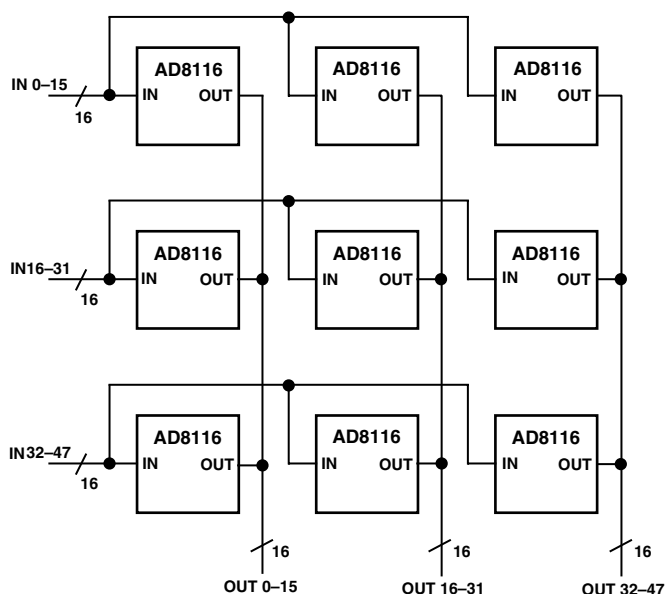 AD8116 AD8116 AD8116
IN 0–15 IN OUT IN OUT IN OUT
16
AD8116 AD8116 AD8116
IN16–31 IN OUT IN OUT IN OUT
16
AD8116 AD8116 AD8116
IN32–47 IN OUT IN OUT IN OUT
16
16 16 16
OUT 0–15 OUT 16–31 OUT 32–47